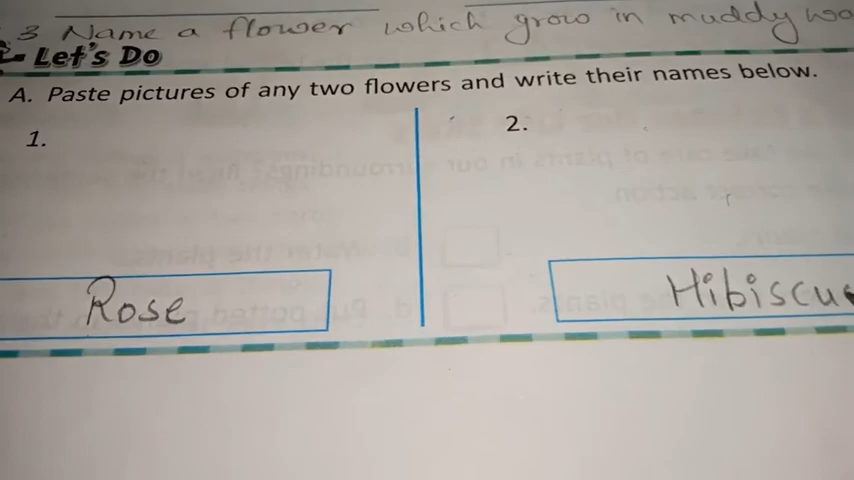 3 Name a flower which grow in muddy
Let's Do
A. Paste pictures of any two flowers and write their names below.
1.
2.
Rose
Hibiscus